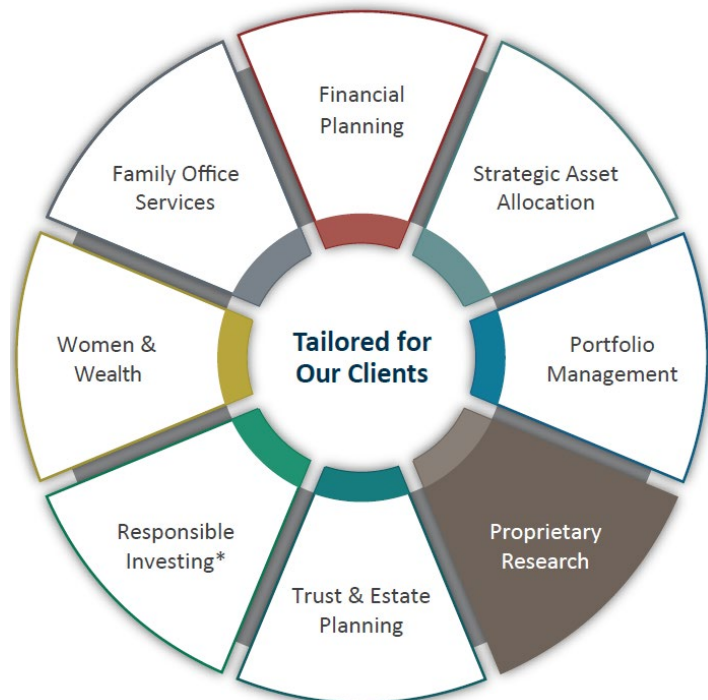 Financial
Planning
Strategic Asset
Allocation
Portfolio
Management
Proprietary
Research
Trust & Estate
Planning
Responsible
Investing*
Women &
Wealth
Family Office
Services
Tailored for
Our Clients